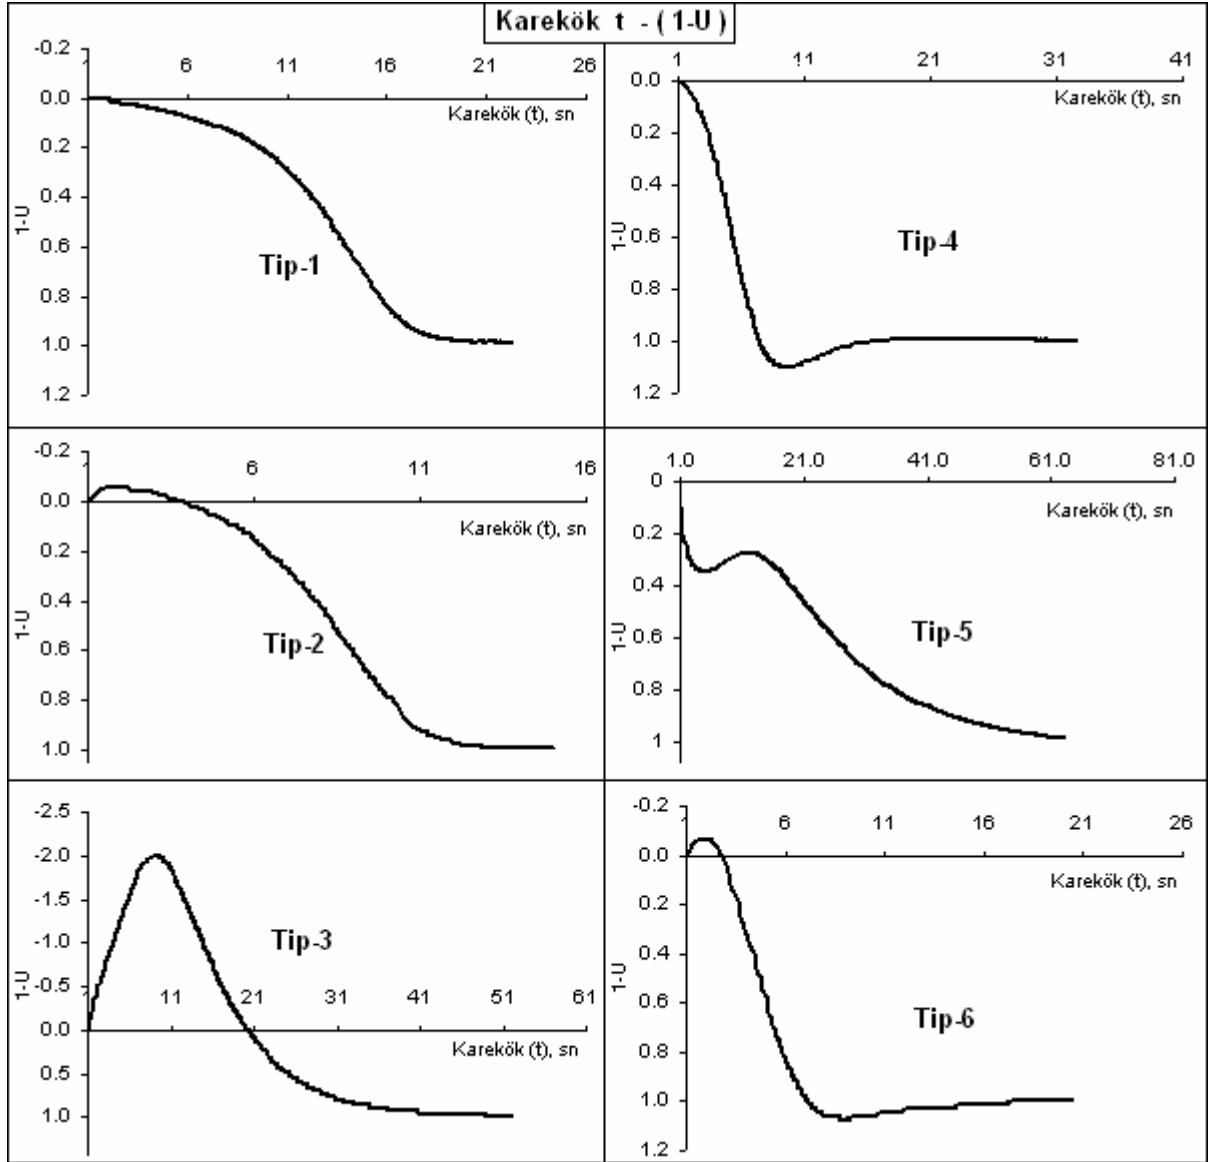 Karekök t - ( 1-U )
-0.2
6 11 16 21 26
0.0
Karekök (t), sn
0.2
0.4
1-U
0.6
Tip-1
0.8
1.0
1.2
1 11 21 31 41
0.0
Karekök (t), sn
0.2
0.4
1-U
0.6
Tip-4
0.8
1.0
1.2
-0.2
6 11 16
0.0
Karekök (t), sn
0.2
0.4
1-U
0.6
Tip-2
0.8
1.0
1.0 21.0 41.0 61.0 81.0
0
Karekök (t), sn
0.2
0.4
1-U
0.6
Tip-5
0.8
1
-2.5
-2.0
-1.5
-1.0
Tip-3
1-U
-0.5
11 21 31 41 51 61
0.0
Karekök (t), sn
0.5
1.0
-0.2
6 11 16 21 26
0.0
Karekök (t), sn
0.2
0.4
1-U
0.6
Tip-6
0.8
1.0
1.2